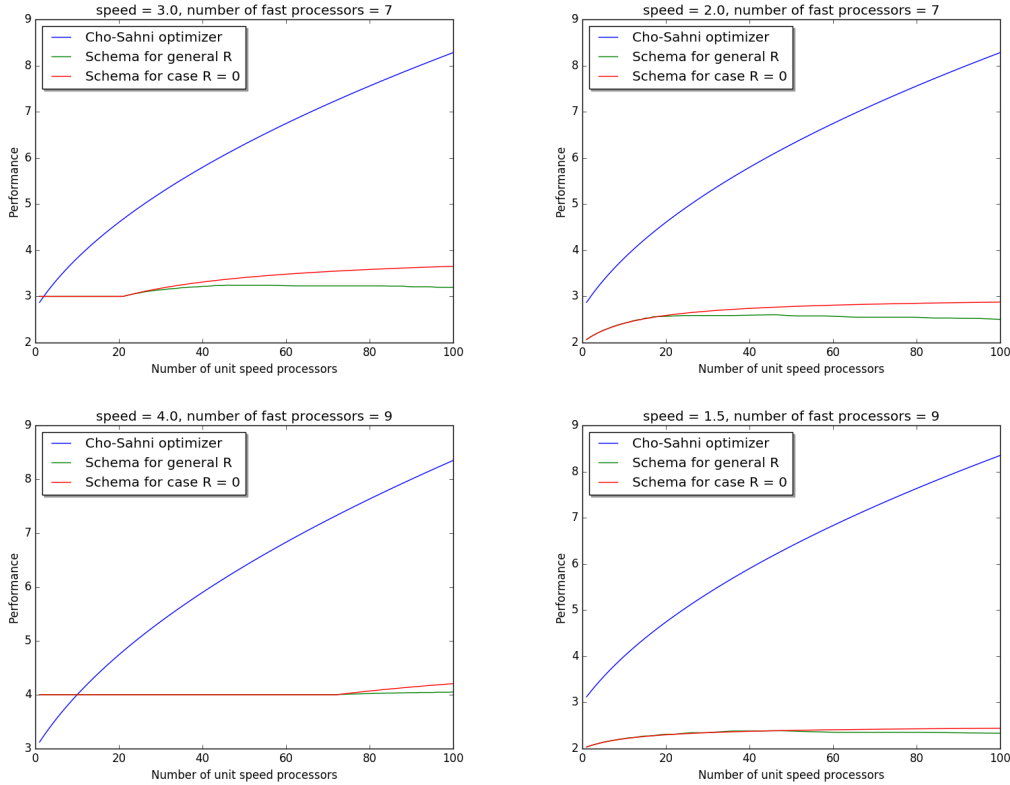 speed = 3.0, number of fast processors = 7
9
8
7
6
5
4
3
2
Performance
Cho-Sahni optimizer
Schema for general R
Schema for case R = 0
0
20
40
60
80
100
Number of unit speed processors
speed = 2.0, number of fast processors = 7
9
8
7
6
5
4
3
2
Performance
Cho-Sahni optimizer
Schema for general R
Schema for case R = 0
0
20
40
60
80
100
Number of unit speed processors
speed = 4.0, number of fast processors = 9
9
8
7
6
5
4
3
Performance
Cho-Sahni optimizer
Schema for general R
Schema for case R = 0
0
20
40
60
80
100
Number of unit speed processors
speed = 1.5, number of fast processors = 9
9
8
7
6
5
4
3
2
Performance
Cho-Sahni optimizer
Schema for general R
Schema for case R = 0
0
20
40
60
80
100
Number of unit speed processors